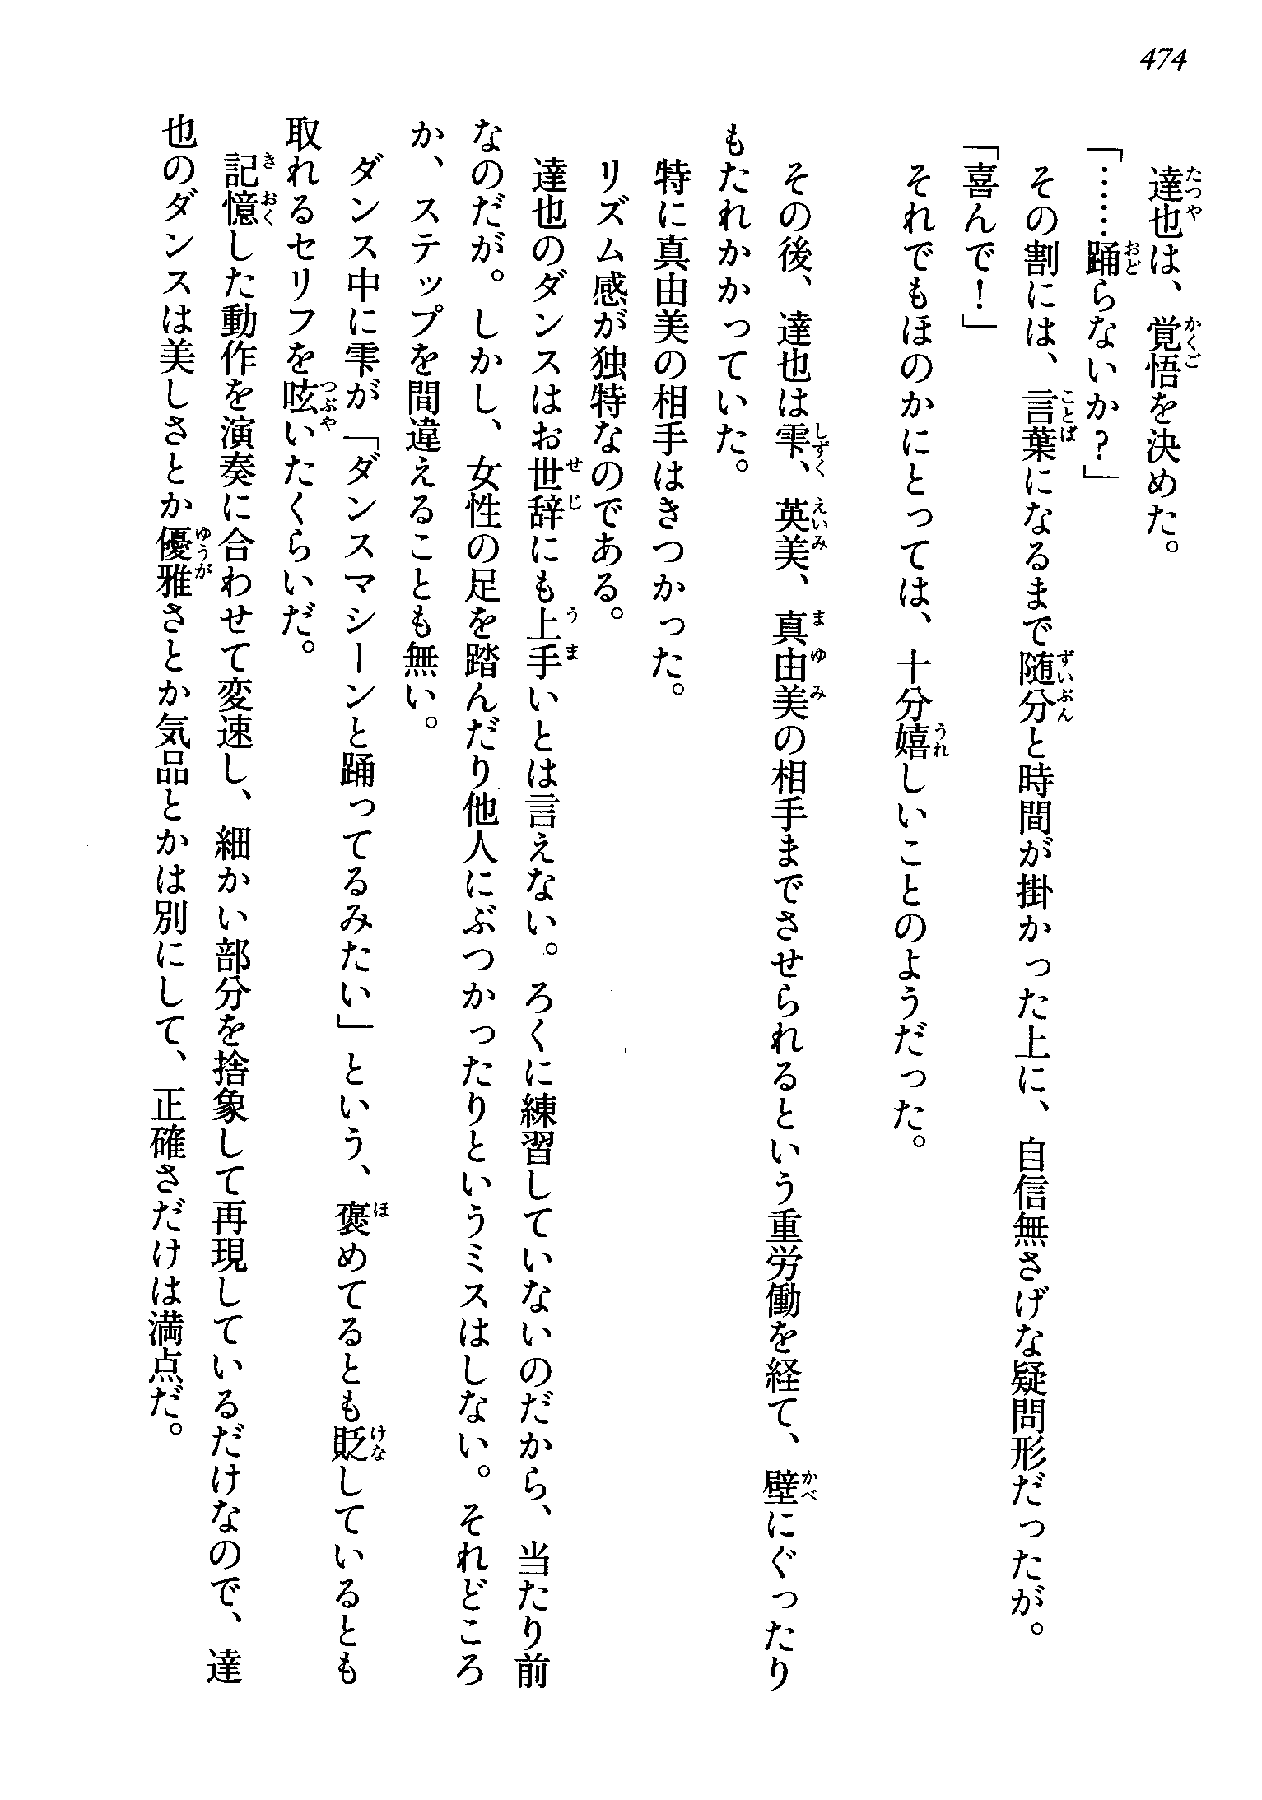 474
達也は、覚悟を決めた。
「……踊らないか？」
その割には、言葉になるまで随分と時間が掛かった上に、自信無さげな疑問形だったが。
「喜んで！」
それでもほのかにとっては、十分嬉しいことのようだった。
その後、達也は雫、英美、真由美の相手までさせられるという重労働を経て、壁にぐったり
もたれかかっていた。
特に真由美の相手はきつかった。
リズム感が独特なのである。
達也のダンスはお世辞にも上手いとは言えない。ろくに練習していないのだから、当たり前
なのだが。しかし、女性の足を踏んだり他人にぶつかったりというミスはしない。それどころ
か、ステップを間違えることも無い。
ダンス中に雫が「ダンスマシーンと踊ってるみたい」という、褒めてるとも貶しているとも
取れるセリフを呟いたくらいだ。
記憶した動作を演奏に合わせて変速し、細かい部分を捨象して再現しているだけなので、達
也のダンスは美しさとか優雅さとか気品とかは別にして、正確さだけは満点だ。